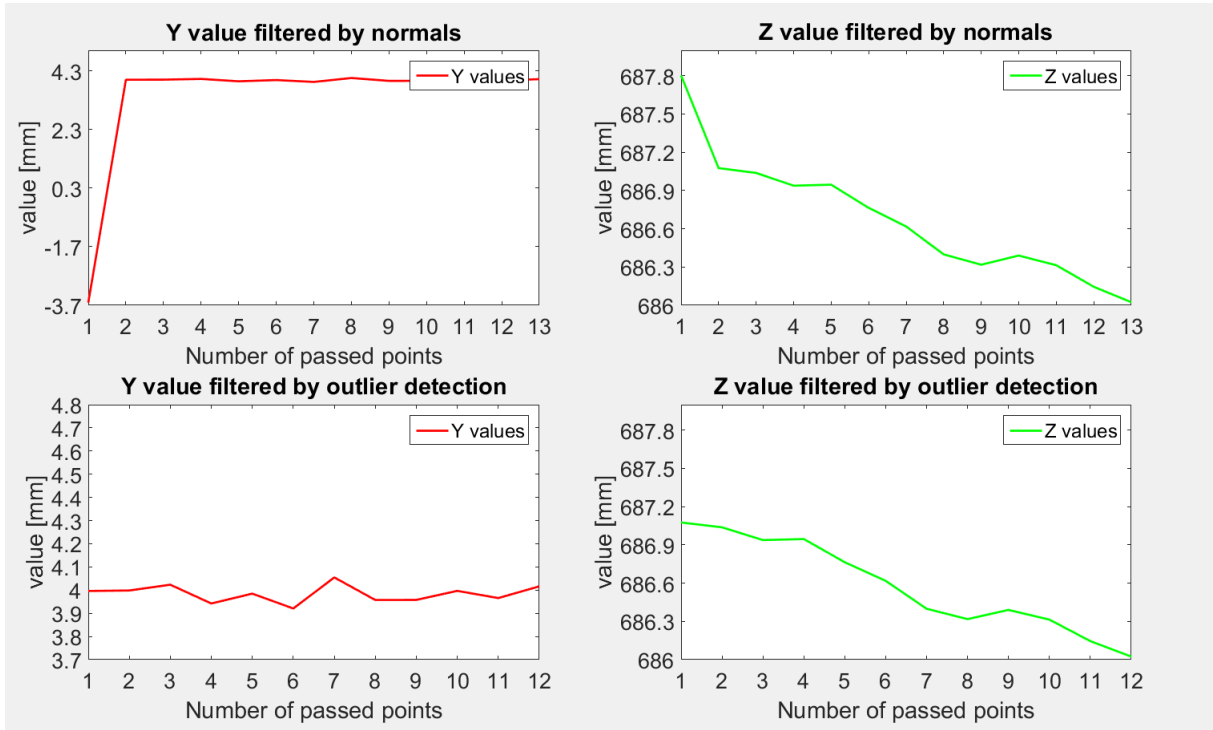 Y value filtered by normals
4.3
2.3
0.3
-1.7
-3.7
value [mm]
Y values
1 2 3 4 5 6 7 8 9 10 11 12 13
Number of passed points
Z value filtered by normals
687.8
687.5
687.2
686.9
686.6
686.3
686
value [mm]
Z values
1 2 3 4 5 6 7 8 9 10 11 12 13
Number of passed points
Y value filtered by outlier detection
4.8
4.7
4.6
4.5
4.4
4.3
4.2
4.1
4
3.9
3.8
3.7
value [mm]
Y values
1 2 3 4 5 6 7 8 9 10 11 12
Number of passed points
Z value filtered by outlier detection
687.8
687.5
687.2
686.9
686.6
686.3
686
value [mm]
Z values
1 2 3 4 5 6 7 8 9 10 11 12
Number of passed points